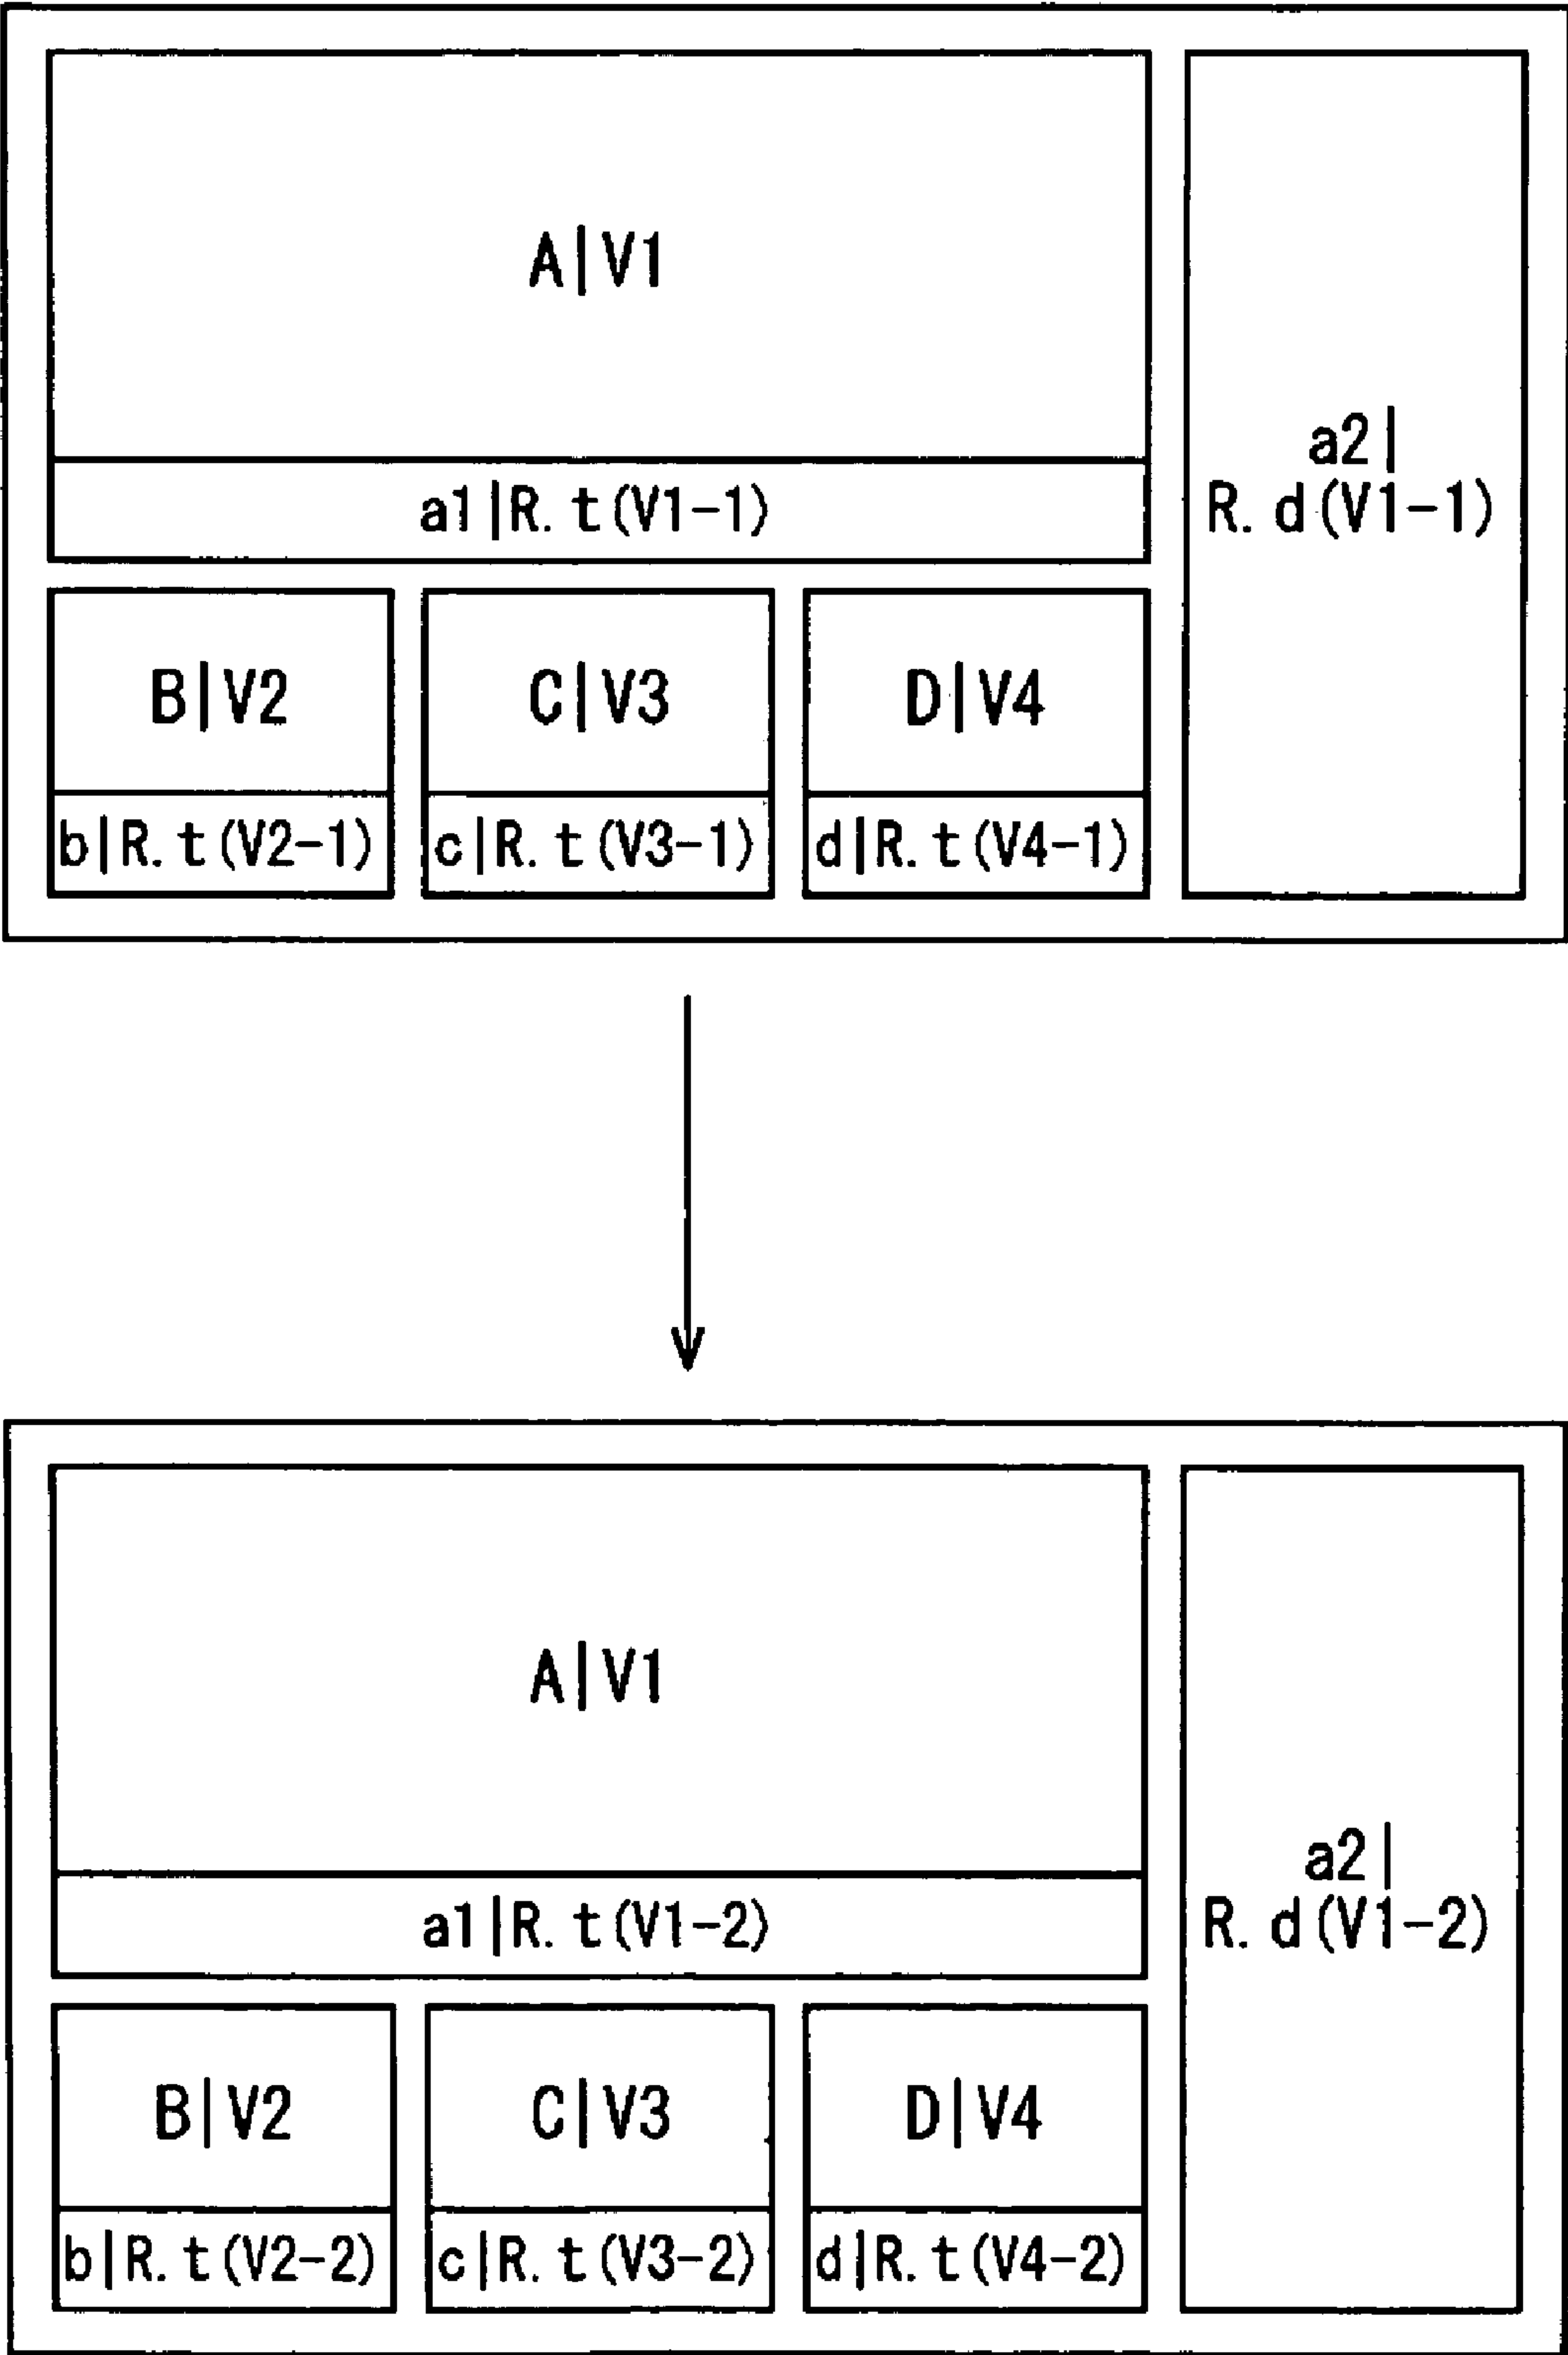 A|V1
a1|R.t(V1-1)
a2|
R.d(V1-1)
B|V2
C|V3
D|V4
b|R.t(V2-1)
c|R.t(V3-1)
d|R.t(V4-1)
A|V1
a1|R.t(V1-2)
a2|
R.d(V1-2)
B|V2
C|V3
D|V4
b|R.t(V2-2)
c|R.t(V3-2)
d|R.t(V4-2)